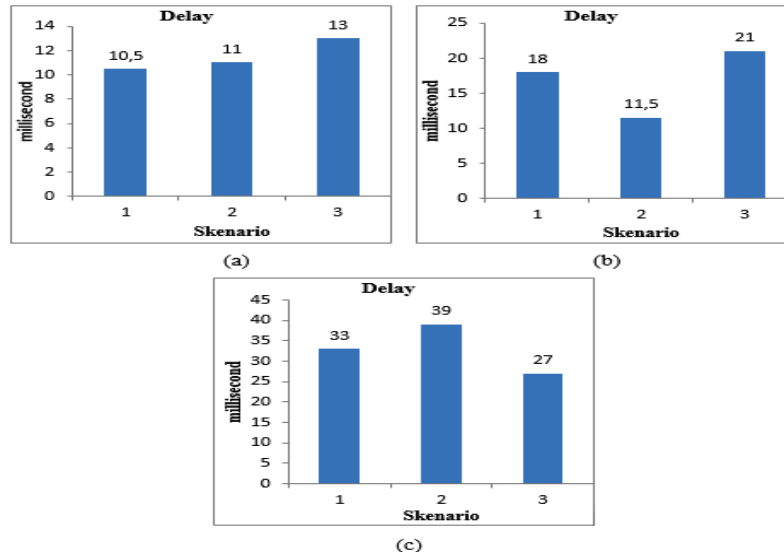 Delay
millisecond
14
12
10
8
6
4
2
0
10,5
11
13
1 2 3
Skenario
(a)
Delay
millisecond
25
20
15
10
5
0
18
11,5
21
1 2 3
Skenario
(b)
Delay
millisecond
45
40
35
30
25
20
15
10
5
0
33
39
27
1 2 3
Skenario
(c)